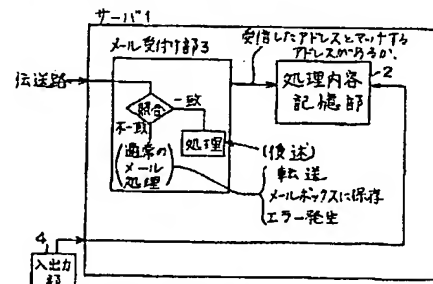 サーバ1
メール受付け部3
受信したアドレスとマッチする
アドレスがあるか、
伝送路
照合
一致
不一致
処理
通常の
メール
処理
(後述)
転送
メールボックスに保存
エラー発生
処理内容
記憶部
2
4
入出力
部